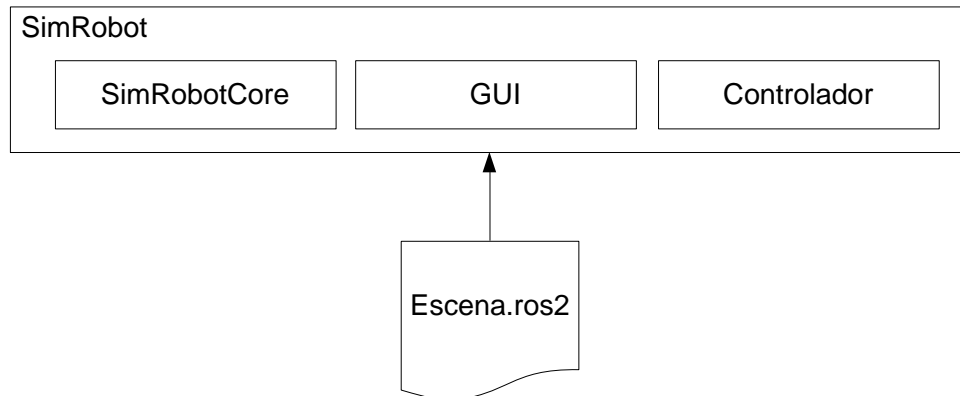 SimRobot
SimRobotCore
GUI
Controlador
Escena.ros2